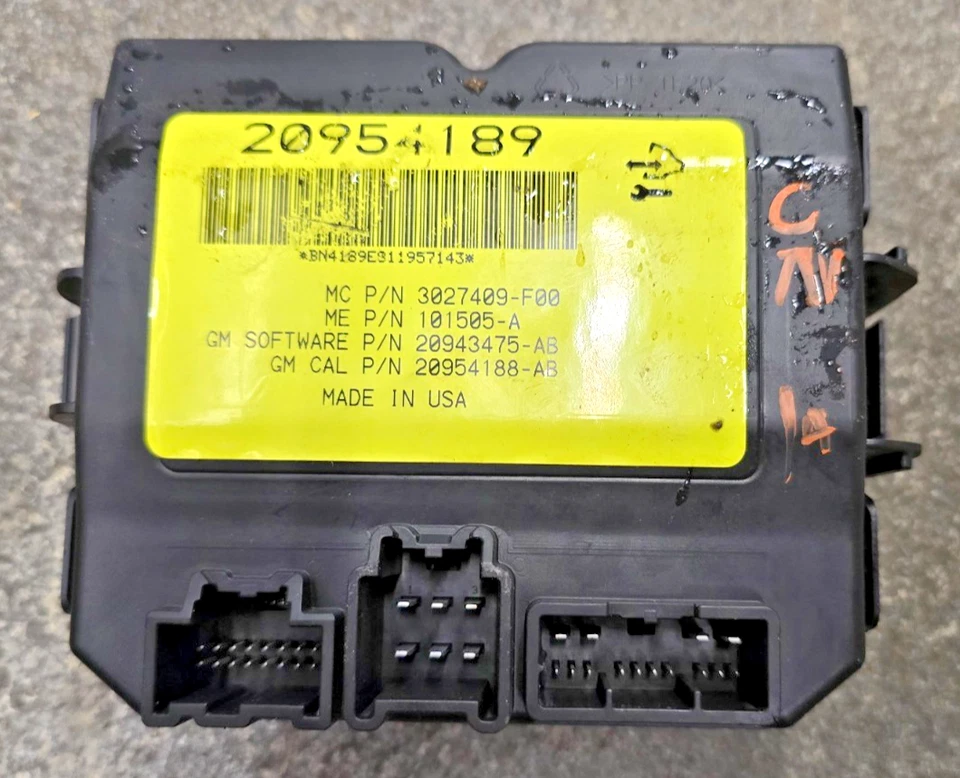 20954189
*BN4189E311957143*
MC P/N 3027409-F00
ME P/N 101505-A
GM SOFTWARE P/N 20943475-AB
GM CAL P/N 20954188-AB
MADE IN USA